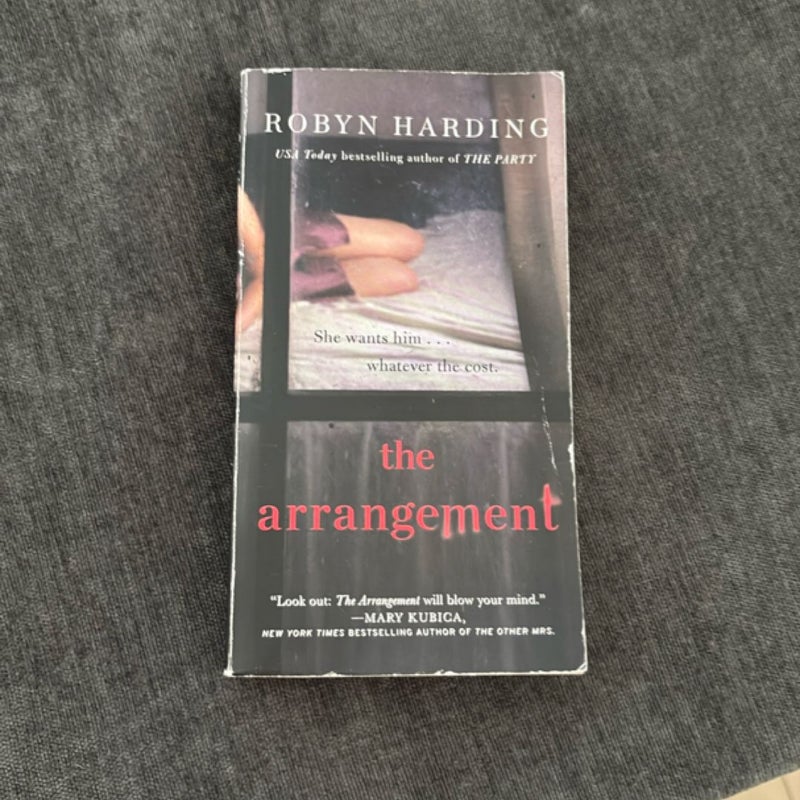 ROBYN HARDING
USA Today bestselling author of THE PARTY
She wants him . . .
whatever the cost.
the
arrangement
“Look out: The Arrangement will blow your mind.”
—MARY KUBICA,
NEW YORK TIMES BESTSELLING AUTHOR OF THE OTHER MRS.